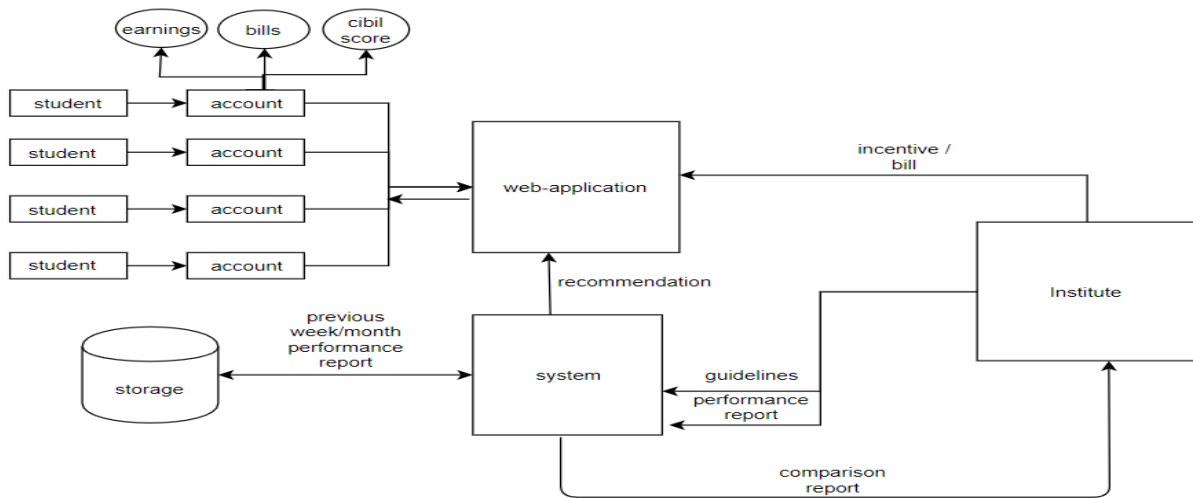 earnings
bills
cibil
score
student
account
student
account
student
account
student
account
web-application
incentive /
bill
recommendation
Institute
previous
week/month
performance
report
storage
system
guidelines
performance
report
comparison
report